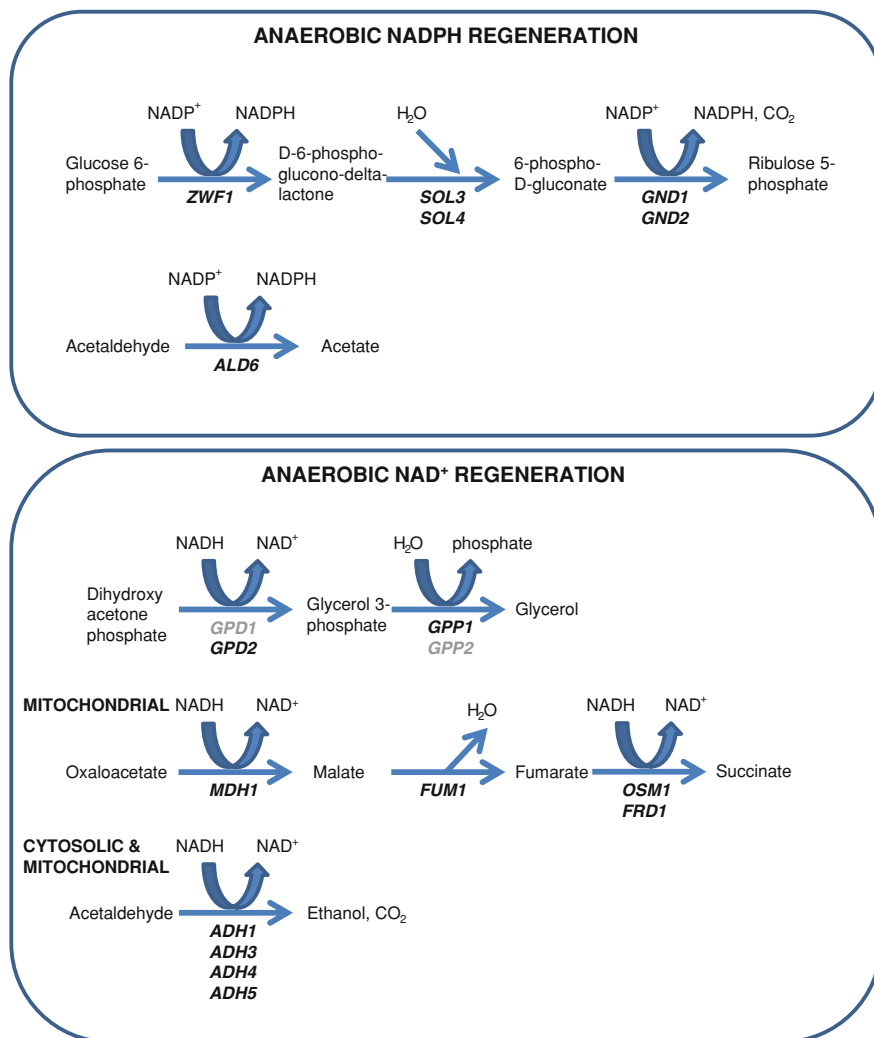 ANAEROBIC NADPH REGENERATION
NADP⁺ NADPH H₂O NADP⁺ NADPH, CO₂
Glucose 6-
phosphate
ZWF1
D-6-phospho-
glucono-delta-
lactone
SOL3
SOL4
6-phospho-
D-gluconate
GND1
GND2
Ribulose 5-
phosphate
NADP⁺ NADPH
Acetaldehyde Acetate
ALD6
ANAEROBIC NAD⁺ REGENERATION
NADH NAD⁺ H₂O phosphate
Dihydroxy
acetone
phosphate
GPD1
GPD2
Glycerol 3-
phosphate
GPP1
GPP2
Glycerol
MITOCHONDRIAL NADH NAD⁺ H₂O NADH NAD⁺
Oxaloacetate Malate Fumarate Succinate
MDH1 FUM1 OSM1
FRD1
CYTOSOLIC &
MITOCHONDRIAL
NADH NAD⁺
Acetaldehyde Ethanol, CO₂
ADH1
ADH3
ADH4
ADH5